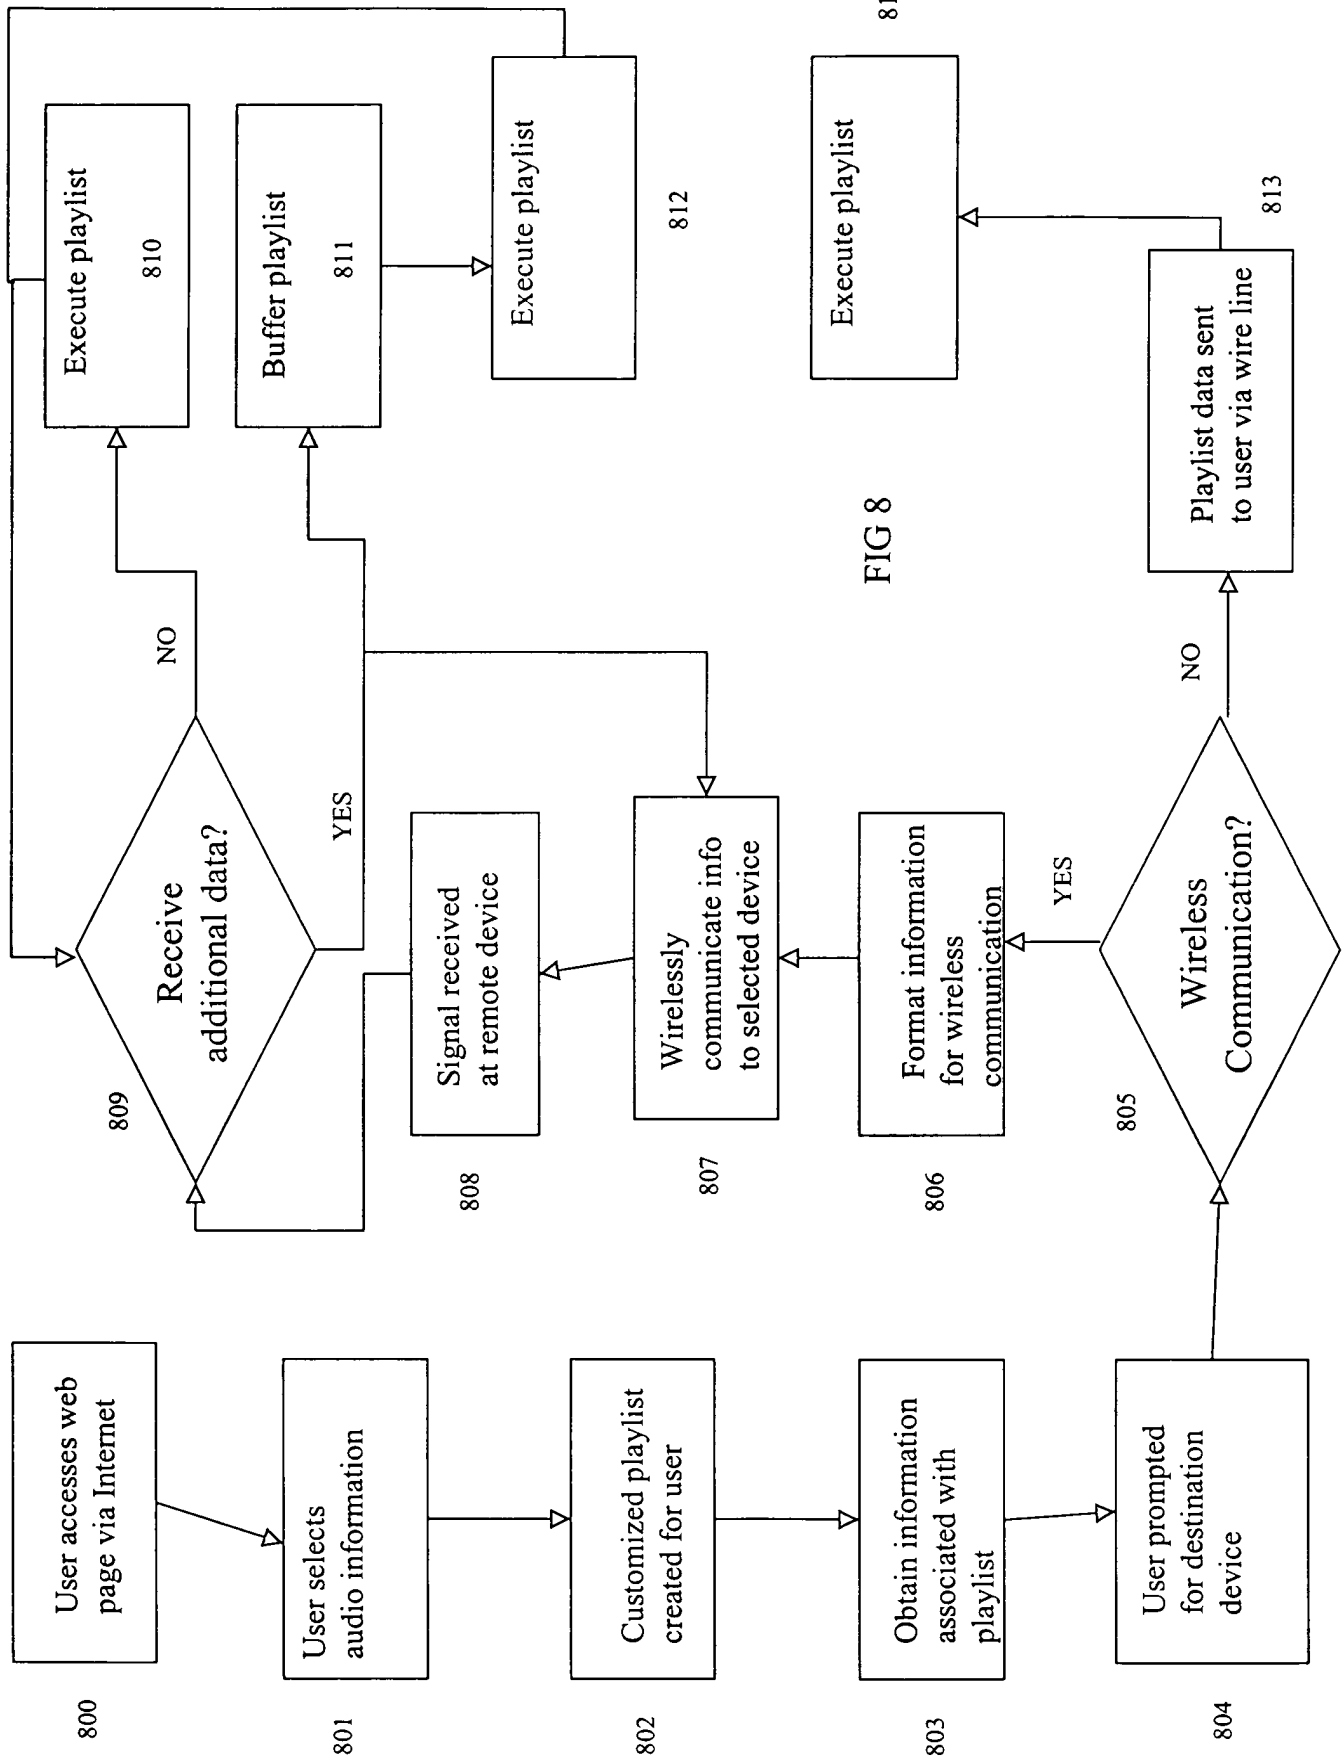 800
User accesses web
page via Internet
801
User selects
audio information
802
Customized playlist
created for user
803
Obtain information
associated with
playlist
804
User prompted
for destination
device
805
Wireless
Communication?
YES
NO
806
Format information
for wireless
communication
807
Wirelessly
communicate info
to selected device
808
Signal received
at remote device
809
Receive
additional data?
NO
YES
Execute playlist
810
Buffer playlist
811
Execute playlist
812
Playlist data sent
to user via wire line
813
Execute playlist
FIG 8